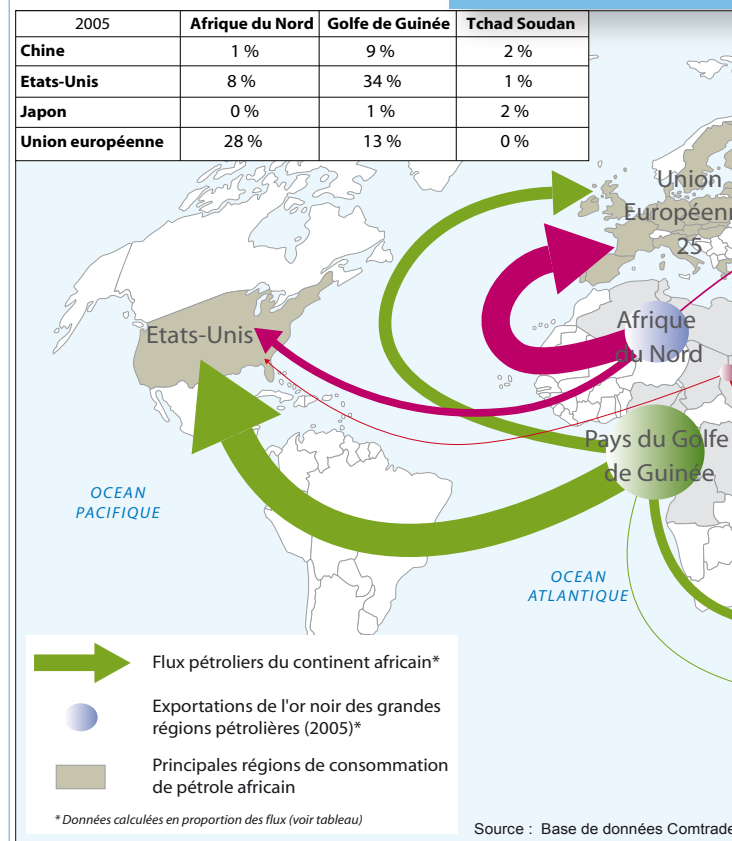 2005 Afrique du Nord Golfe de Guinée Tchad Soudan
Chine 1 % 9 % 2 %
Etats-Unis 8 % 34 % 1 %
Japon 0 % 1 % 2 %
Union européenne 28 % 13 % 0 %
Union
Européenn
25
Etats-Unis
Afrique
du Nord
Pays du Golfe
de Guinée
OCEAN
PACIFIQUE
OCEAN
ATLANTIQUE
Flux pétroliers du continent africain*
Exportations de l'or noir des grandes
régions pétrolières (2005)*
Principales régions de consommation
de pétrole africain
* Données calculées en proportion des flux (voir tableau)
Source : Base de données Comtrade